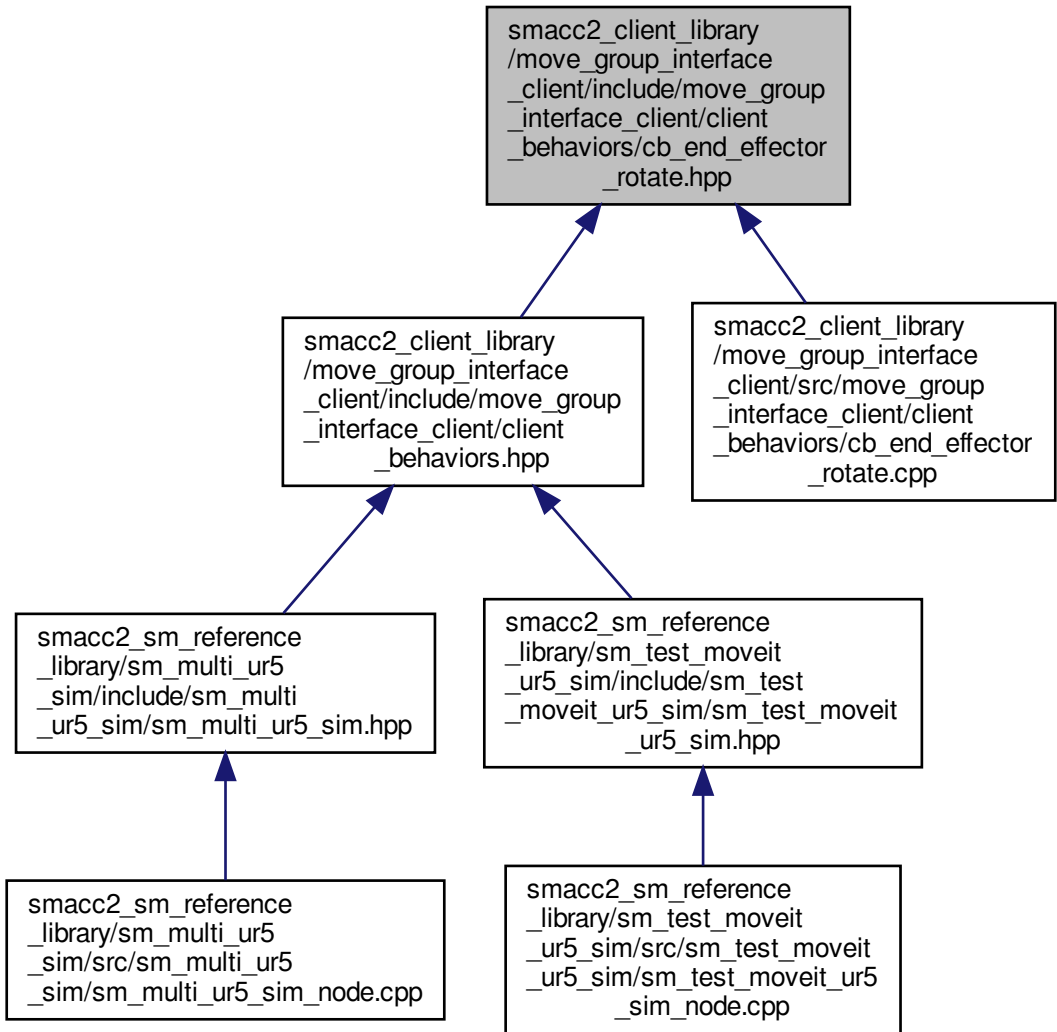 smacc2_client_library
/move_group_interface
_client/include/move_group
_interface_client/client
_behaviors/cb_end_effector
_rotate.hpp
smacc2_client_library
/move_group_interface
_client/include/move_group
_interface_client/client
_behaviors.hpp
smacc2_client_library
/move_group_interface
_client/src/move_group
_interface_client/client
_behaviors/cb_end_effector
_rotate.cpp
smacc2_sm_reference
_library/sm_multi_ur5
_sim/include/sm_multi
_ur5_sim/sm_multi_ur5_sim.hpp
smacc2_sm_reference
_library/sm_test_moveit
_ur5_sim/include/sm_test
_moveit_ur5_sim/sm_test_moveit
_ur5_sim.hpp
smacc2_sm_reference
_library/sm_multi_ur5
_sim/src/sm_multi_ur5
_sim/sm_multi_ur5_sim_node.cpp
smacc2_sm_reference
_library/sm_test_moveit
_ur5_sim/src/sm_test_moveit
_ur5_sim/sm_test_moveit_ur5
_sim_node.cpp